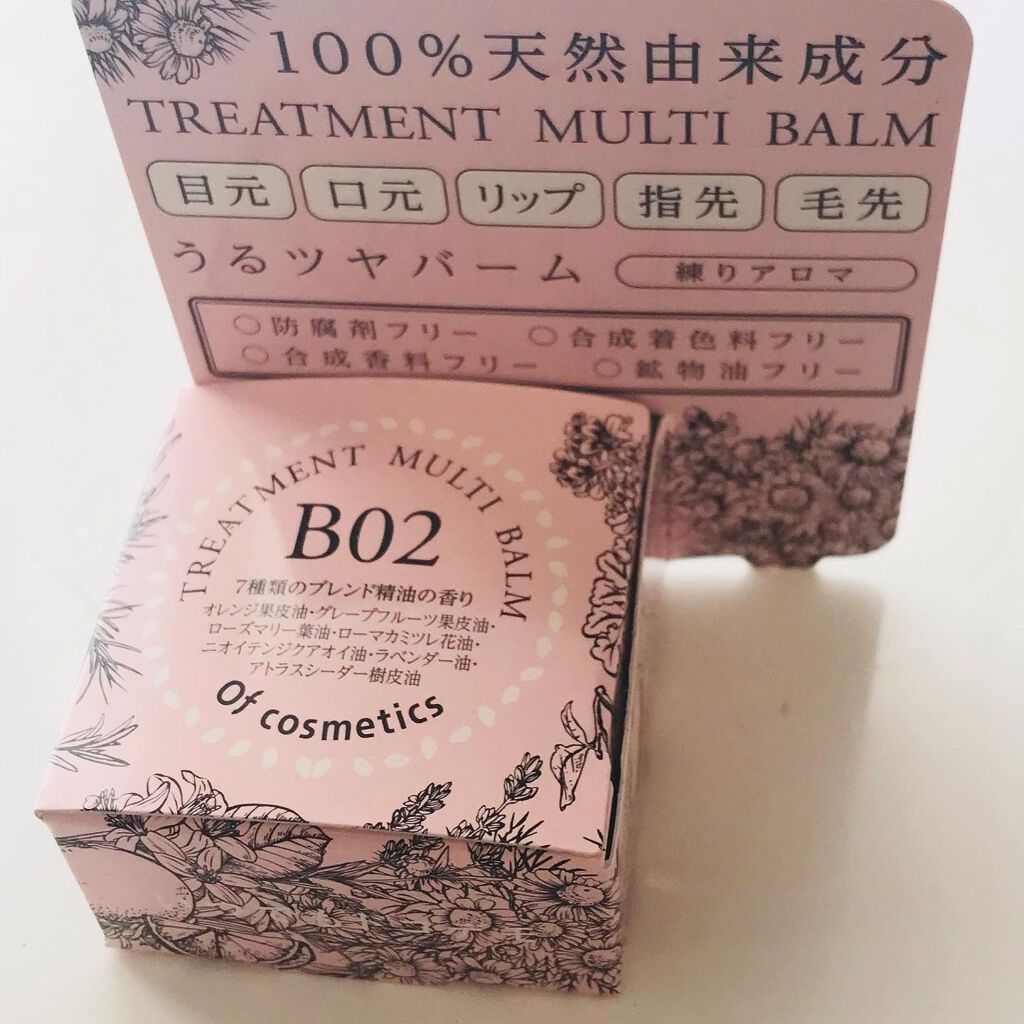 100%天然由来成分
TREATMENT MULTI BALM
目元 口元 リップ 指先 毛先
うるツヤバーム 練りアロマ
○防腐剤フリー ○合成着色料フリー
○合成香料フリー ○鉱物油フリー
TREATMENT MULTI BALM
B02
7種類のブレンド精油の香り
オレンジ果皮油・グレープフルーツ果皮油・
ローズマリー葉油・ローマカミツレ花油・
ニオイテンジクアオイ油・ラベンダー油・
アトラスシーダー樹皮油
Of cosmetics